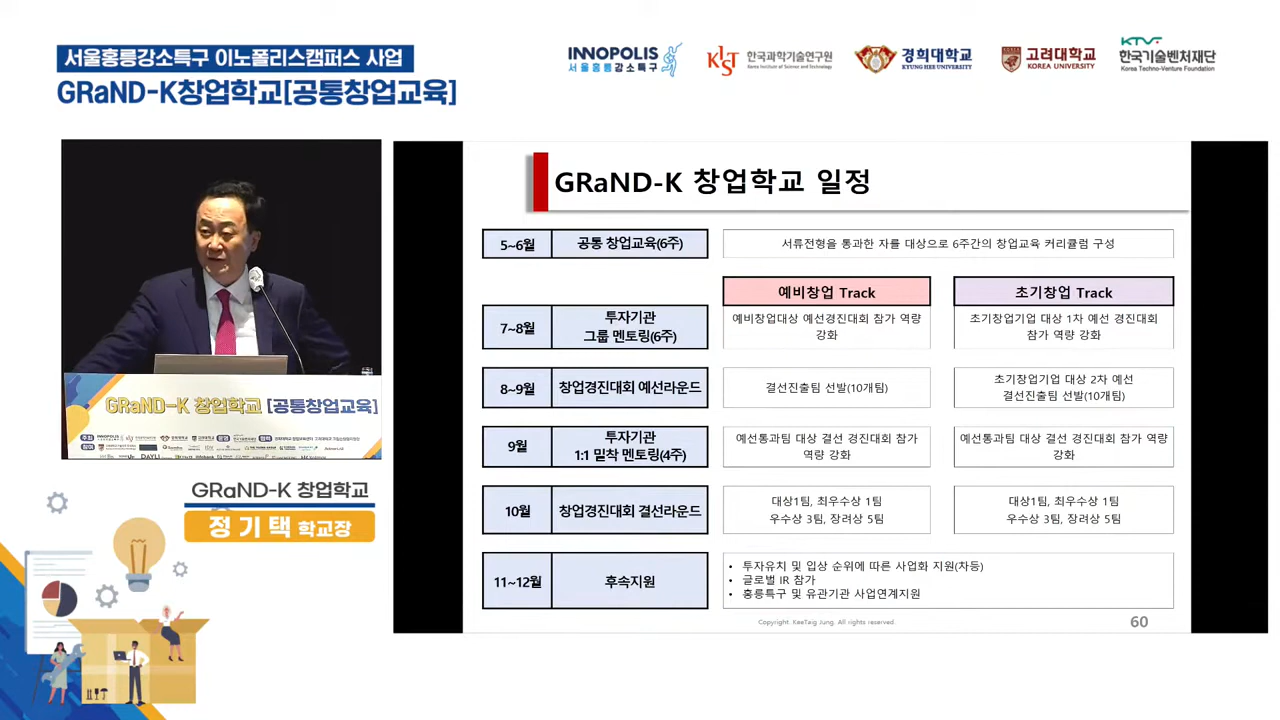 서울홍릉강소특구 이노폴리스캠퍼스 사업
GRaND-K창업학교[공통창업교육]
INNOPOLIS
서울홍릉강소특구
KIST
한국과학기술연구원
Korea Institute of Science and Technology
경희대학교
KYUNG HEE UNIVERSITY
고려대학교
KOREA UNIVERSITY
KTVF
한국기술벤처재단
Korea Techno-Venture Foundation
GRaND-K 창업학교 일정
5~6월 공통 창업교육(6주) 서류전형을 통과한 자를 대상으로 6주간의 창업교육 커리큘럼 구성
예비창업 Track 초기창업 Track
7~8월 투자기관
그룹 멘토링(6주)
예비창업대상 예선경진대회 참가 역량
강화
초기창업기업 대상 1차 예선 경진대회
참가 역량 강화
8~9월 창업경진대회 예선라운드 결선진출팀 선발(10개팀)
초기창업기업 대상 2차 예선
결선진출팀 선발(10개팀)
9월 투자기관
1:1 밀착 멘토링(4주)
예선통과팀 대상 결선 경진대회 참가
역량 강화
예선통과팀 대상 결선 경진대회 참가 역량
강화
10월 창업경진대회 결선라운드
대상1팀, 최우수상 1팀
우수상 3팀, 장려상 5팀
대상1팀, 최우수상 1팀
우수상 3팀, 장려상 5팀
11~12월 후속지원
• 투자유치 및 입상 순위에 따른 사업화 지원(차등)
• 글로벌 IR 참가
• 홍릉특구 및 유관기관 사업연계지원
Copyright. KeeTaig Jung. All rights reserved.
60
GRaND-K 창업학교 [공통창업교육]
GRaND-K 창업학교
정기택 학교장